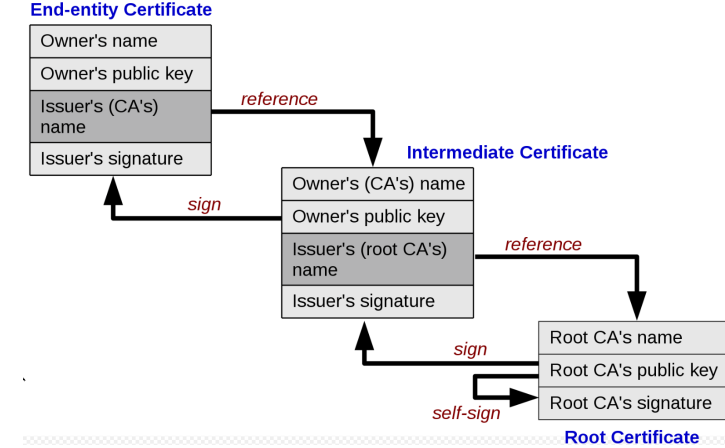 End-entity Certificate
Owner's name
Owner's public key
Issuer's (CA's)
name
Issuer's signature
reference
sign
Intermediate Certificate
Owner's (CA's) name
Owner's public key
Issuer's (root CA's)
name
Issuer's signature
reference
sign
self-sign
Root CA's name
Root CA's public key
Root CA's signature
Root Certificate